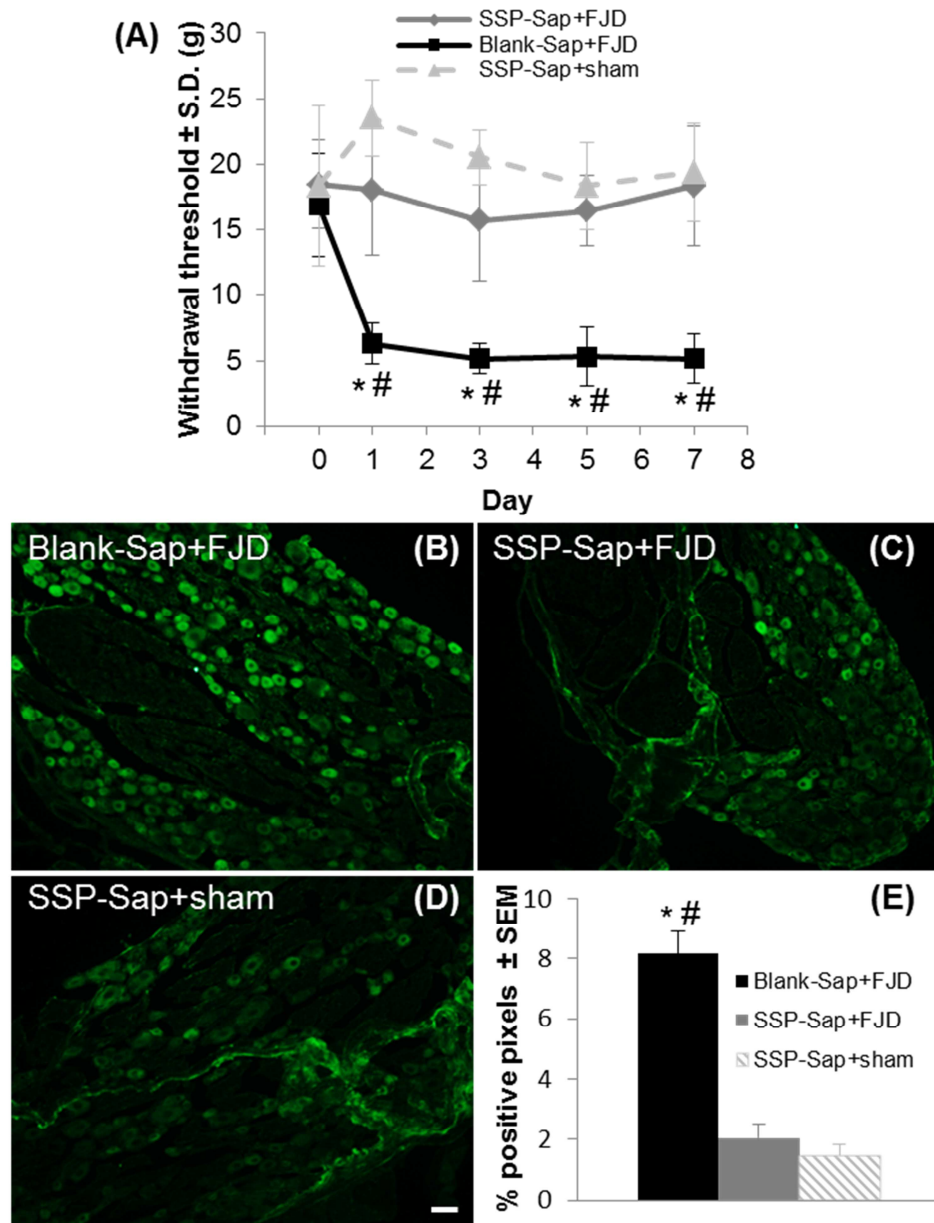 (A)
SSP-Sap+FJD
Blank-Sap+FJD
SSP-Sap+sham
Withdrawal threshold ± S.D. (g)
30
25
20
15
10
5
0
* #
* #
* #
* #
0 1 2 3 4 5 6 7 8
Day
Blank-Sap+FJD (B)
SSP-Sap+FJD (C)
SSP-Sap+sham (D)
(E)
% positive pixels ± SEM
10
8
6
4
2
0
* #
Blank-Sap+FJD
SSP-Sap+FJD
SSP-Sap+sham